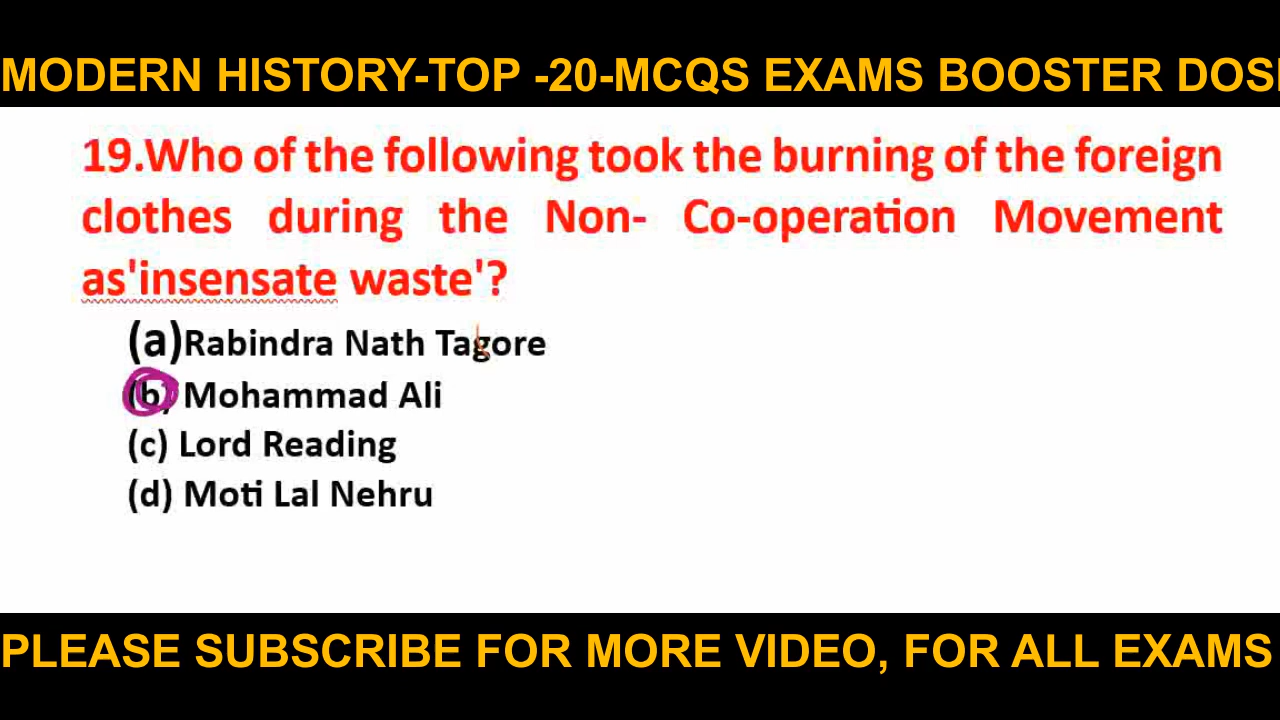 MODERN HISTORY-TOP -20-MCQS EXAMS BOOSTER DOS
19.Who of the following took the burning of the foreign
clothes during the Non- Co-operation Movement
as'insensate waste'?
(a)Rabindra Nath Tagore
(b) Mohammad Ali
(c) Lord Reading
(d) Moti Lal Nehru
PLEASE SUBSCRIBE FOR MORE VIDEO, FOR ALL EXAMS